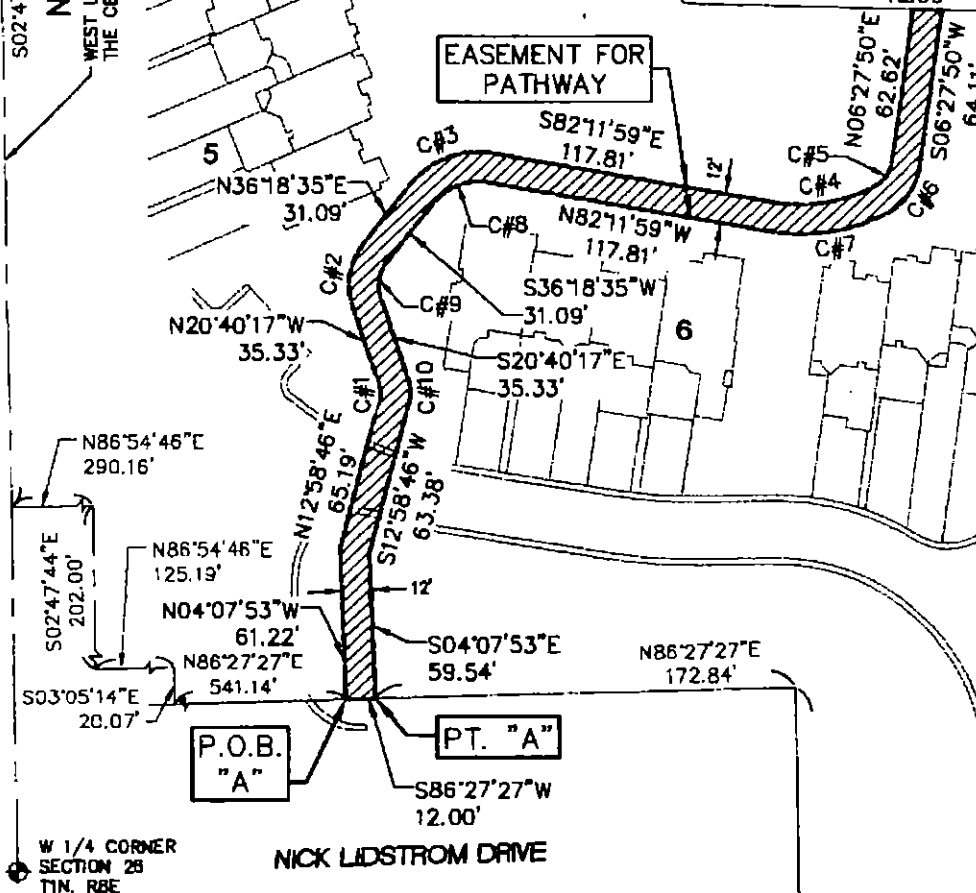 S02°4
N
WEST L
THE CE
EASEMENT FOR
PATHWAY
5
C#3
S82°11'59"E
117.81'
12'
N06°27'50"E
62.62'
S06°27'50"W
64.1
C#5
C#4
C#6
C#7
N36°18'35"E
31.09'
N82°11'59"W
117.81'
C#8
C#2
C#9
S36°18'35"W
31.09'
6
N20°40'17"W
35.33'
S20°40'17"E
35.33'
C#1
C#10
N86°54'46"E
290.16'
N12°58'46"E
65.19'
S12°58'46"W
63.38'
S02°47'44"E
202.00'
N86°54'46"E
125.19'
12'
N04°07'53"W
61.22'
S04°07'53"E
59.54'
N86°27'27"E
541.14'
N86°27'27"E
172.84'
S03°05'14"E
20.07'
P.O.B.
"A"
PT. "A"
S86°27'27"W
12.00'
NICK LIDSTROM DRIVE
W 1/4 CORNER
SECTION 26
T1N, R8E